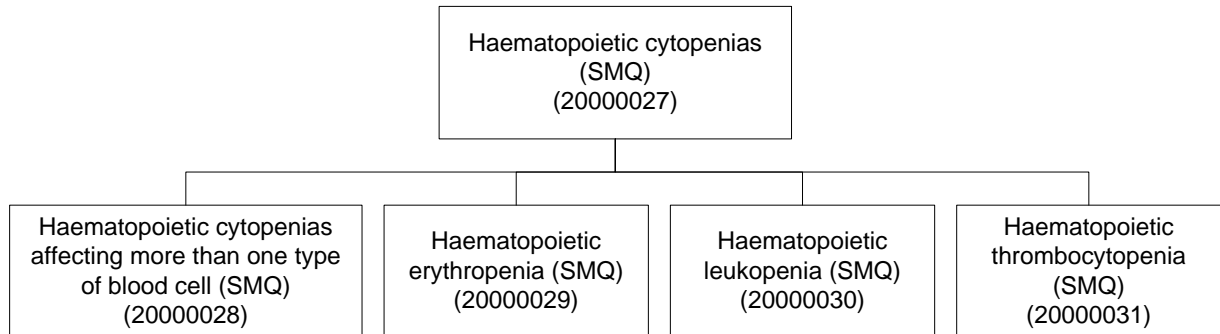 Haematopoietic cytopenias
(SMQ)
(20000027)
Haematopoietic cytopenias
affecting more than one type
of blood cell (SMQ)
(20000028)
Haematopoietic
erythropenia (SMQ)
(20000029)
Haematopoietic
leukopenia (SMQ)
(20000030)
Haematopoietic
thrombocytopenia
(SMQ)
(20000031)